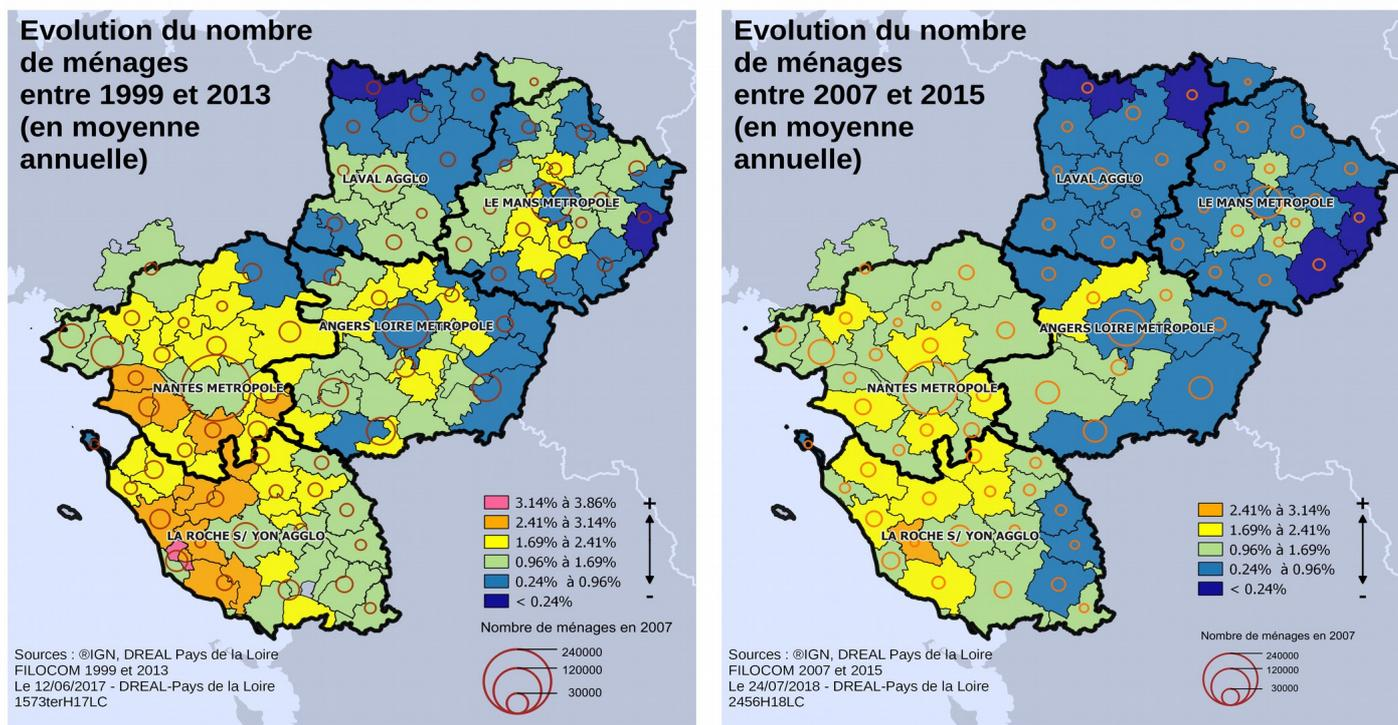 Evolution du nombre
de ménages
entre 1999 et 2013
(en moyenne
annuelle)
LAVAL AGGLO
LE MANS METROPOLE
ANGERS LOIRE METROPOLE
NANTES METROPOLE
LA ROCHE S/ YON AGGLO
3.14% à 3.86%
2.41% à 3.14%
1.69% à 2.41%
0.96% à 1.69%
0.24% à 0.96%
< 0.24%
+
-
Nombre de ménages en 2007
240000
120000
30000
Sources : ®IGN, DREAL Pays de la Loire
FILOCOM 1999 et 2013
Le 12/06/2017 - DREAL-Pays de la Loire
1573terH17LC
Evolution du nombre
de ménages
entre 2007 et 2015
(en moyenne
annuelle)
LAVAL AGGLO
LE MANS METROPOLE
ANGERS LOIRE METROPOLE
NANTES METROPOLE
LA ROCHE S/ YON AGGLO
2.41% à 3.14%
1.69% à 2.41%
0.96% à 1.69%
0.24% à 0.96%
< 0.24%
+
-
Nombre de ménages en 2007
240000
120000
30000
Sources : ®IGN, DREAL Pays de la Loire
FILOCOM 2007 et 2015
Le 24/07/2018 - DREAL-Pays de la Loire
2456H18LC